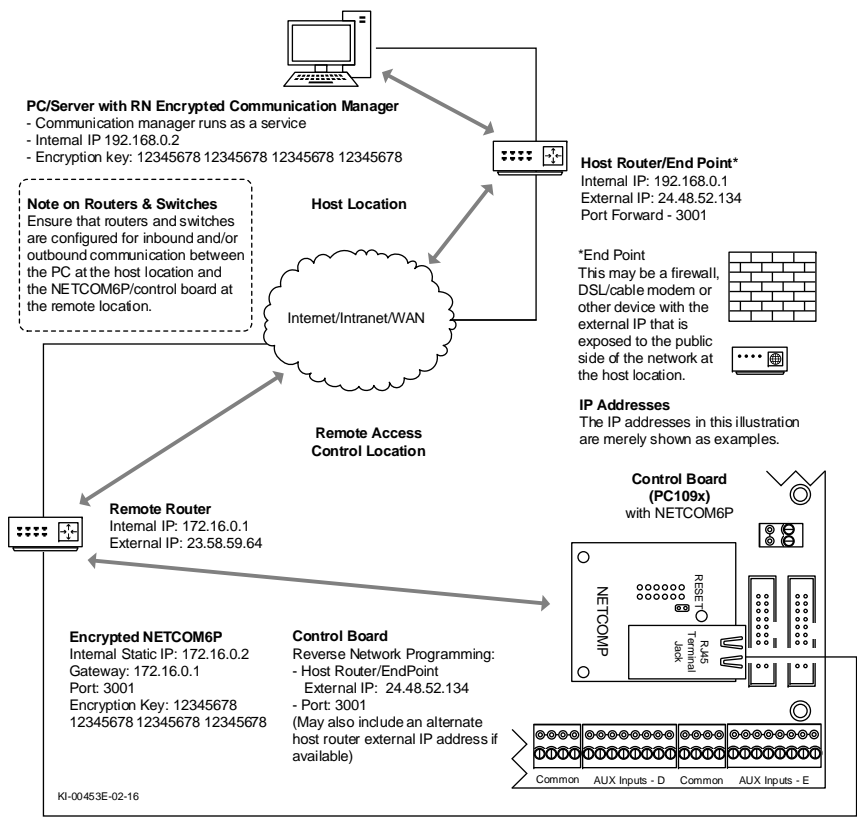 PC/Server with RN Encrypted Communication Manager
- Communication manager runs as a service
- Internal IP 192.168.0.2
- Encryption key: 12345678 12345678 12345678 12345678
Host Router/End Point*
Internal IP: 192.168.0.1
External IP: 24.48.52.134
Port Forward - 3001
Note on Routers & Switches
Ensure that routers and switches
are configured for inbound and/or
outbound communication between
the PC at the host location and
the NETCOM6P/control board at
the remote location.
Host Location
*End Point
This may be a firewall,
DSL/cable modem or
other device with the
external IP that is
exposed to the public
side of the network at
the host location.
Internet/Intranet/WAN
IP Addresses
The IP addresses in this illustration
are merely shown as examples.
Remote Access
Control Location
Control Board
(PC109x)
with NETCOM6P
Remote Router
Internal IP: 172.16.0.1
External IP: 23.58.59.64
NETCOMP
RESET
RJ45
Terminal
Jack
Encrypted NETCOM6P
Internal Static IP: 172.16.0.2
Gateway: 172.16.0.1
Port: 3001
Encryption Key: 12345678
12345678 12345678 12345678
Control Board
Reverse Network Programming:
- Host Router/EndPoint
External IP: 24.48.52.134
- Port: 3001
(May also include an alternate
host router external IP address if
available)
Common AUX Inputs - D Common AUX Inputs - E
KI-00453E-02-16